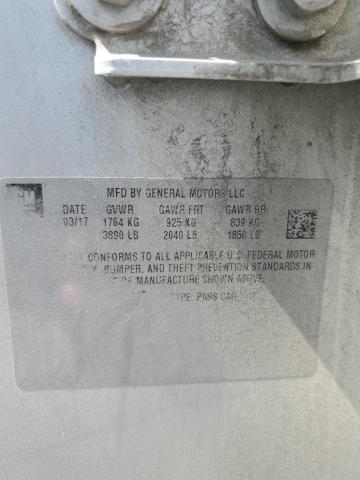 MFD BY GENERAL MOTORS LLC
DATE GVWR GAWR FRT GAWR RR
03/17 1764 KG 925 KG 839 KG
3890 LB 2040 LB 1850 LB
CONFORMS TO ALL APPLICABLE U.S. FEDERAL MOTOR
BUMPER, AND THEFT PREVENTION STANDARDS IN
OF MANUFACTURE SHOWN ABOVE
TYPE: PASS CAR